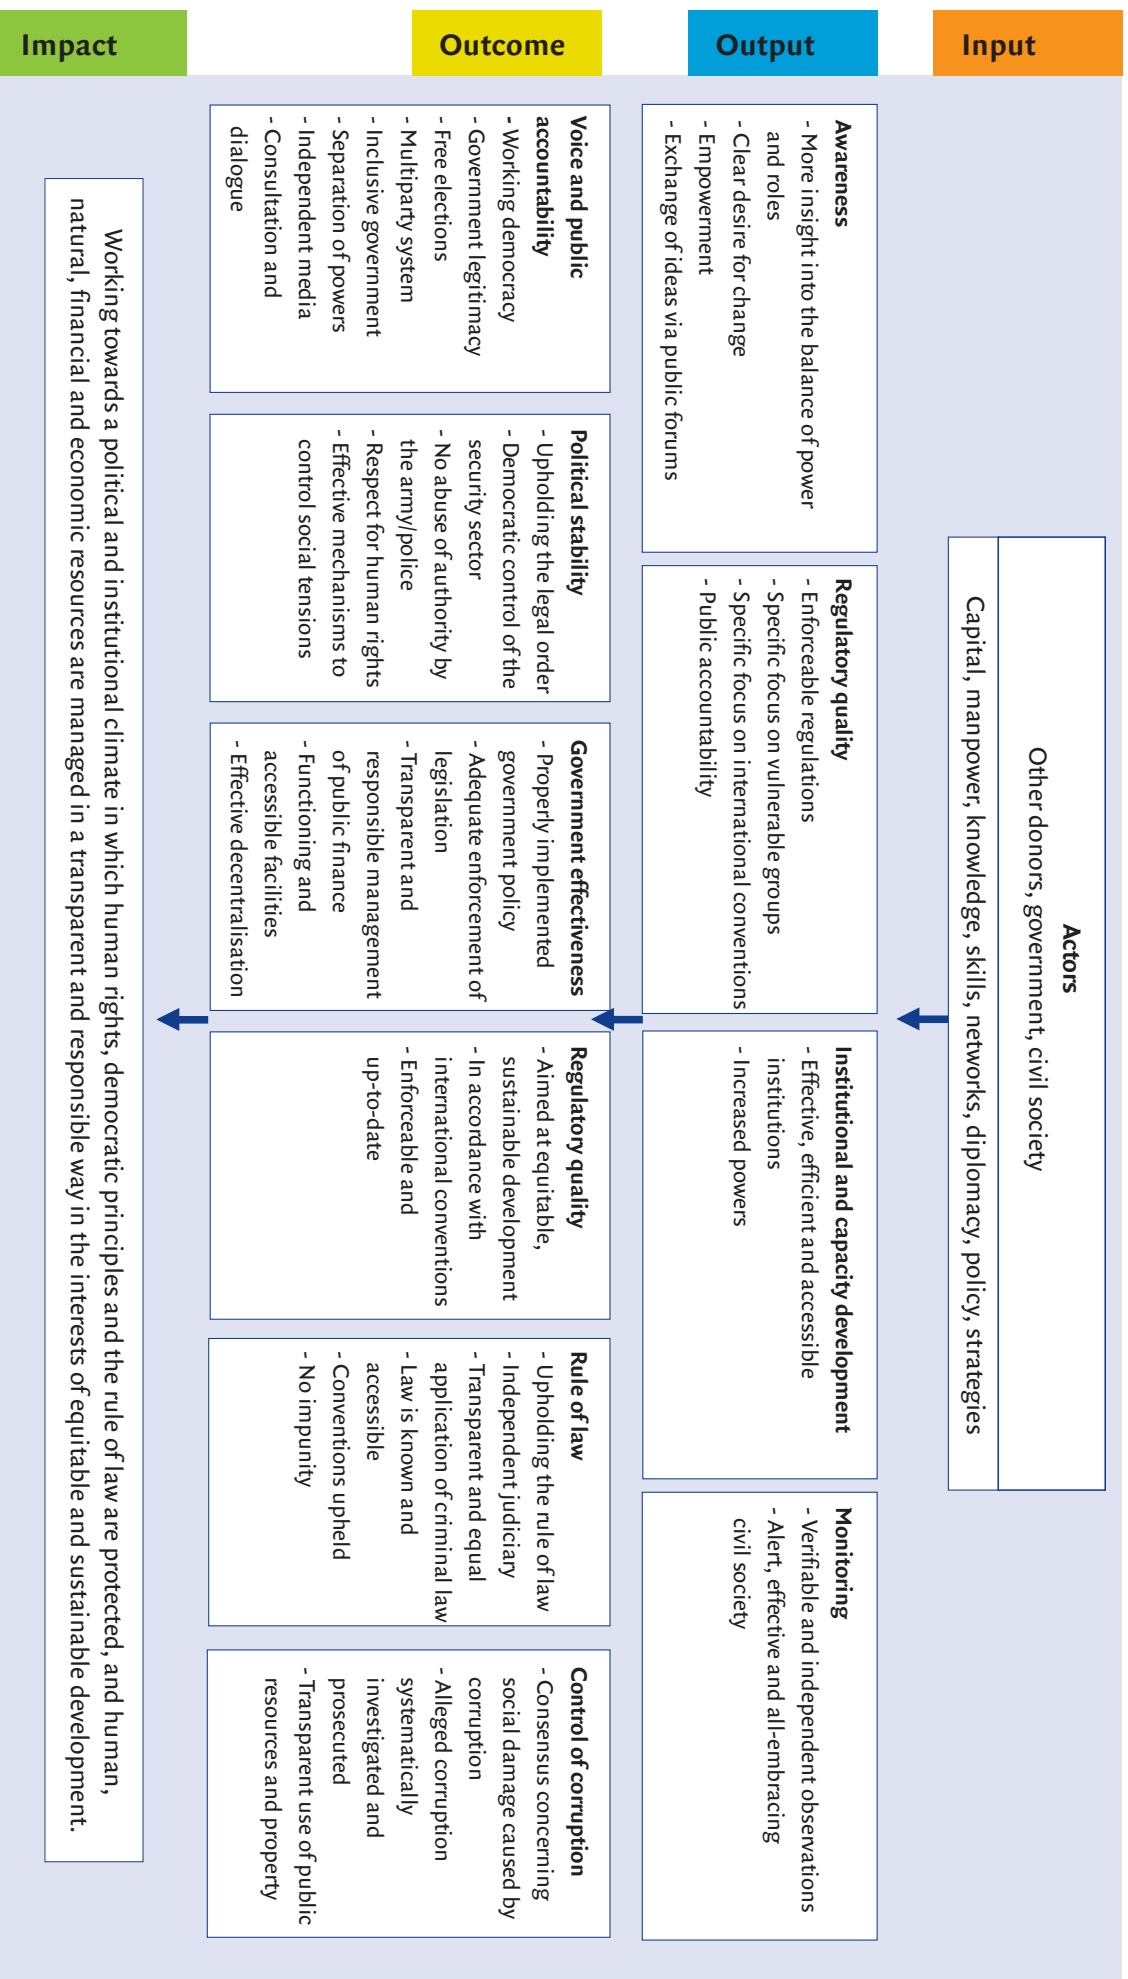 Input
Actors
Other donors, government, civil society
Capital, manpower, knowledge, skills, networks, diplomacy, policy, strategies
Output
Awareness
- More insight into the balance of power
and roles
- Clear desire for change
- Empowerment
- Exchange of ideas via public forums
Regulatory quality
- Enforceable regulations
- Specific focus on vulnerable groups
- Specific focus on international conventions
- Public accountability
Institutional and capacity development
- Effective, efficient and accessible
institutions
- Increased powers
Monitoring
- Verifiable and independent observations
- Alert, effective and all-embracing
civil society
Outcome
Voice and public
accountability
- Working democracy
- Government legitimacy
- Free elections
- Multiparty system
- Inclusive government
- Separation of powers
- Independent media
- Consultation and
dialogue
Political stability
- Upholding the legal order
- Democratic control of the
security sector
- No abuse of authority by
the army/police
- Respect for human rights
- Effective mechanisms to
control social tensions
Government effectiveness
- Properly implemented
government policy
- Adequate enforcement of
legislation
- Transparent and
responsible management
of public finance
- Functioning and
accessible facilities
- Effective decentralisation
Regulatory quality
- Aimed at equitable,
sustainable development
- In accordance with
international conventions
- Enforceable and
up-to-date
Rule of law
- Upholding the rule of law
- Independent judiciary
- Transparent and equal
application of criminal law
- Law is known and
accessible
- Conventions upheld
- No impunity
Control of corruption
- Consensus concerning
social damage caused by
corruption
- Alleged corruption
systematically
investigated and
prosecuted
- Transparent use of public
resources and property
Impact
Working towards a political and institutional climate in which human rights, democratic principles and the rule of law are protected, and human,
natural, financial and economic resources are managed in a transparent and responsible way in the interests of equitable and sustainable development.